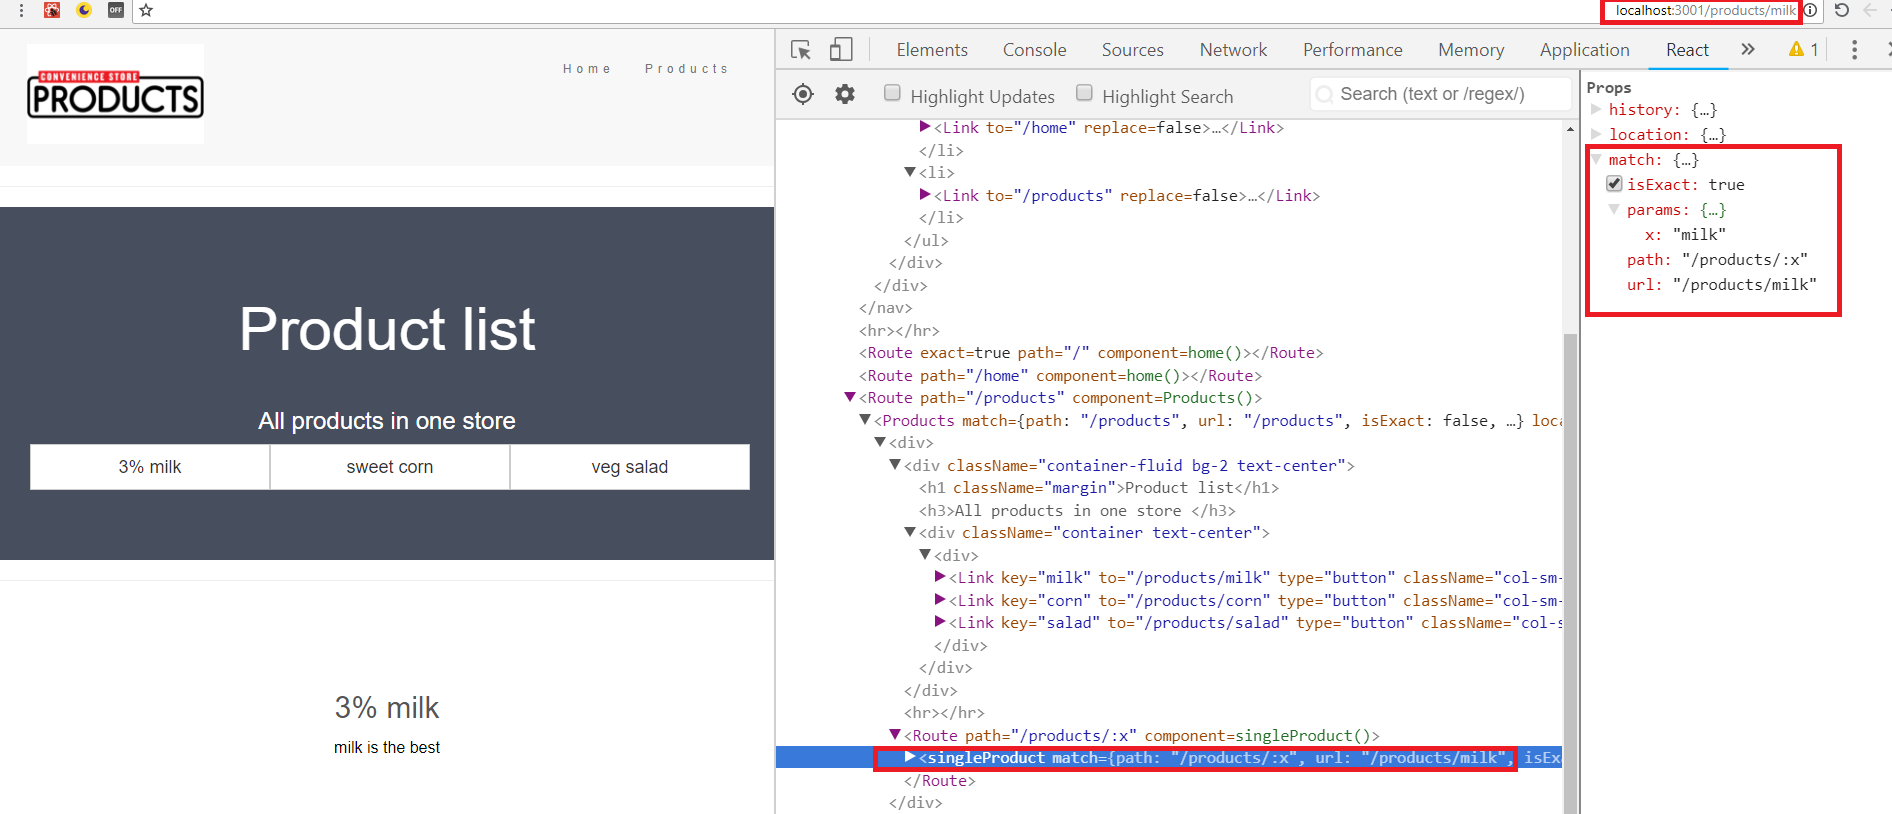 OFF
localhost:3001/products/milk
CONVENIENCE STORE
PRODUCTS
Home Products
Product list
All products in one store
3% milk sweet corn veg salad
3% milk
milk is the best
Elements Console Sources Network Performance Memory Application React » 1
Highlight Updates Highlight Search Search (text or /regex/)
<Link to="/home" replace=false>…</Link>
</li>
<li>
<Link to="/products" replace=false>…</Link>
</li>
</ul>
</div>
</div>
</nav>
<hr></hr>
<Route exact=true path="/" component=home()></Route>
<Route path="/home" component=home()></Route>
<Route path="/products" component=Products()>
<Products match={path: "/products", url: "/products", isExact: false, …} loca
<div>
<div className="container-fluid bg-2 text-center">
<h1 className="margin">Product list</h1>
<h3>All products in one store </h3>
<div className="container text-center">
<div>
<Link key="milk" to="/products/milk" type="button" className="col-sm-
<Link key="corn" to="/products/corn" type="button" className="col-sm-
<Link key="salad" to="/products/salad" type="button" className="col-s
</div>
</div>
</div>
<hr></hr>
<Route path="/products/:x" component=singleProduct()>
<singleProduct match={path: "/products/:x", url: "/products/milk", isExa
</Route>
</div>
Props
history: {…}
location: {…}
match: {…}
isExact: true
params: {…}
x: "milk"
path: "/products/:x"
url: "/products/milk"